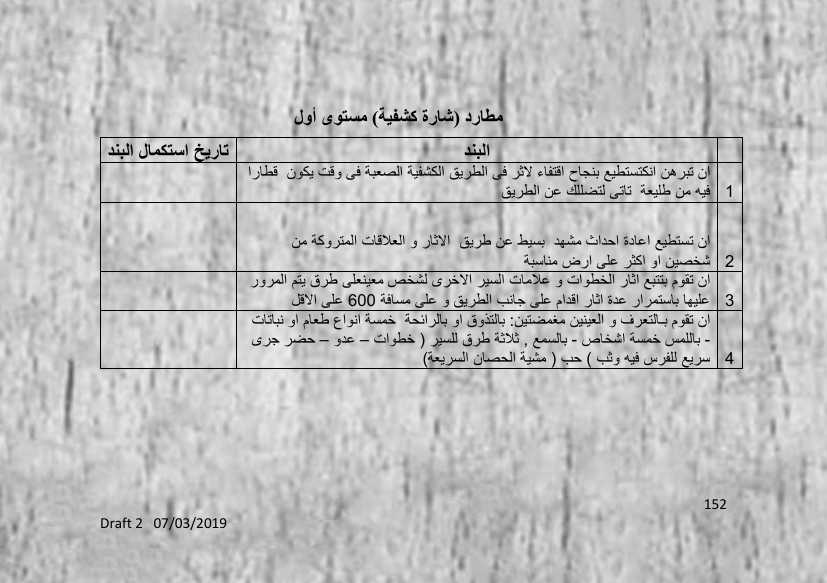 مطارد (شارة كشفية) مستوى أول
البند	تاريخ استكمال البند
ان تبرهن انكتستطيع بنجاح اقتفاء لاثر فى الطريق الكشفية الصعبة فى وقت يكون قطارا
1 فيه من طليعة تاتى لتضللك عن الطريق
ان تستطيع اعادة احداث مشهد بسيط عن طريق الاثار و العلاقات المتروكة من
2 شخصين او اكثر على ارض مناسبة
ان تقوم بتتبع اثار الخطوات و علامات السير الاخرى لشخص معينعلى طرق يتم المرور
3 عليها باستمرار عدة اثار اقدام على جانب الطريق و على مسافة 600 على الاقل
ان تقوم بـالتعرف و العينين مغمضتين: بالتذوق او بالرائحة خمسة انواع طعام او نباتات
- باللمس خمسة اشخاص - بالسمع , ثلاثة طرق للسير ( خطوات – عدو – حضر جرى
4 سريع للفرس فيه وثب ) حب ( مشية الحصان السريعة)
152
Draft 2 07/03/2019